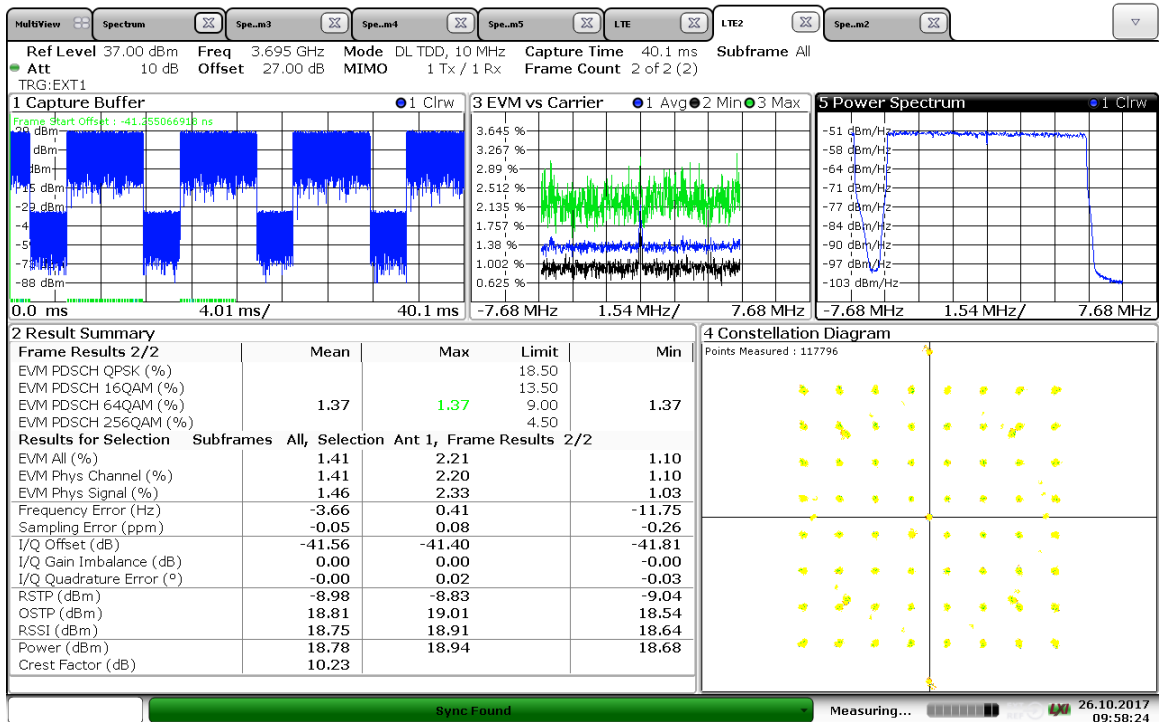 MultiView Spectrum Spe..m3 Spe..m4 Spe..m5 LTE LTE2 Spe..m2
Ref Level 37.00 dBm Freq 3.695 GHz Mode DL TDD, 10 MHz Capture Time 40.1 ms Subframe All
Att 10 dB Offset 27.00 dB MIMO 1 Tx / 1 Rx Frame Count 2 of 2 (2)
TRG:EXT1
1 Capture Buffer 1 Clrw
Frame Start Offset : -41.255066918 ns
dBm
dBm
-29 dBm
-88 dBm
0.0 ms 4.01 ms/ 40.1 ms
3 EVM vs Carrier 1 Avg 2 Min 3 Max
3.645 %
3.267 %
2.89 %
2.512 %
2.135 %
1.757 %
1.38 %
1.002 %
0.625 %
-7.68 MHz 1.54 MHz/ 7.68 MHz
5 Power Spectrum 1 Clrw
-51 dBm/Hz
-58 dBm/Hz
-64 dBm/Hz
-71 dBm/Hz
-77 dBm/Hz
-84 dBm/Hz
-90 dBm/Hz
-97 dBm/Hz
-103 dBm/Hz
-7.68 MHz 1.54 MHz/ 7.68 MHz
2 Result Summary
Frame Results 2/2 Mean Max Limit Min
EVM PDSCH QPSK (%) 18.50
EVM PDSCH 16QAM (%) 13.50
EVM PDSCH 64QAM (%) 1.37 1.37 9.00 1.37
EVM PDSCH 256QAM (%) 4.50
Results for Selection Subframes All, Selection Ant 1, Frame Results 2/2
EVM All (%) 1.41 2.21 1.10
EVM Phys Channel (%) 1.41 2.20 1.10
EVM Phys Signal (%) 1.46 2.33 1.03
Frequency Error (Hz) -3.66 0.41 -11.75
Sampling Error (ppm) -0.05 0.08 -0.26
I/Q Offset (dB) -41.56 -41.40 -41.81
I/Q Gain Imbalance (dB) 0.00 0.00 -0.00
I/Q Quadrature Error (°) -0.00 0.02 -0.03
RSTP (dBm) -8.98 -8.83 -9.04
OSTP (dBm) 18.81 19.01 18.54
RSSI (dBm) 18.75 18.91 18.64
Power (dBm) 18.78 18.94 18.68
Crest Factor (dB) 10.23
4 Constellation Diagram
Points Measured : 117796
Sync Found
Measuring...
REF
LXI
26.10.2017
09:58:24